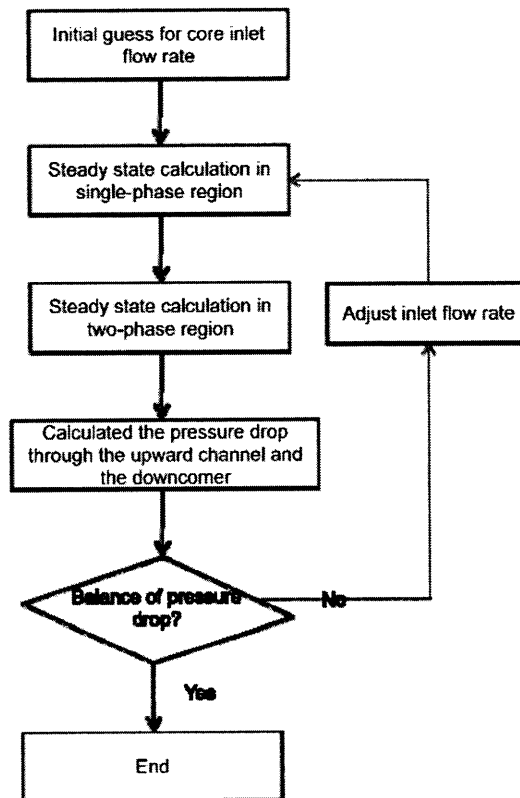 Initial guess for core inlet
flow rate
Steady state calculation in
single-phase region
Steady state calculation in
two-phase region
Adjust inlet flow rate
Calculated the pressure drop
through the upward channel and
the downcomer
Balance of pressure
drop?
No
Yes
End